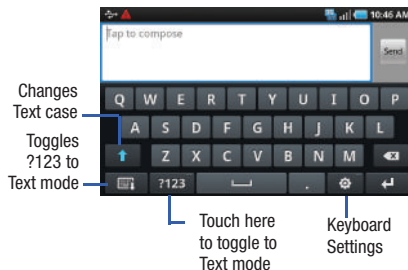 10:46 AM
Tap to compose
Send
Q W E R T Y U I O P
A S D F G H J K L
Z X C V B N M
?123 .
Changes
Text case
Toggles
?123 to
Text mode
Touch here
to toggle to
Text mode
Keyboard
Settings